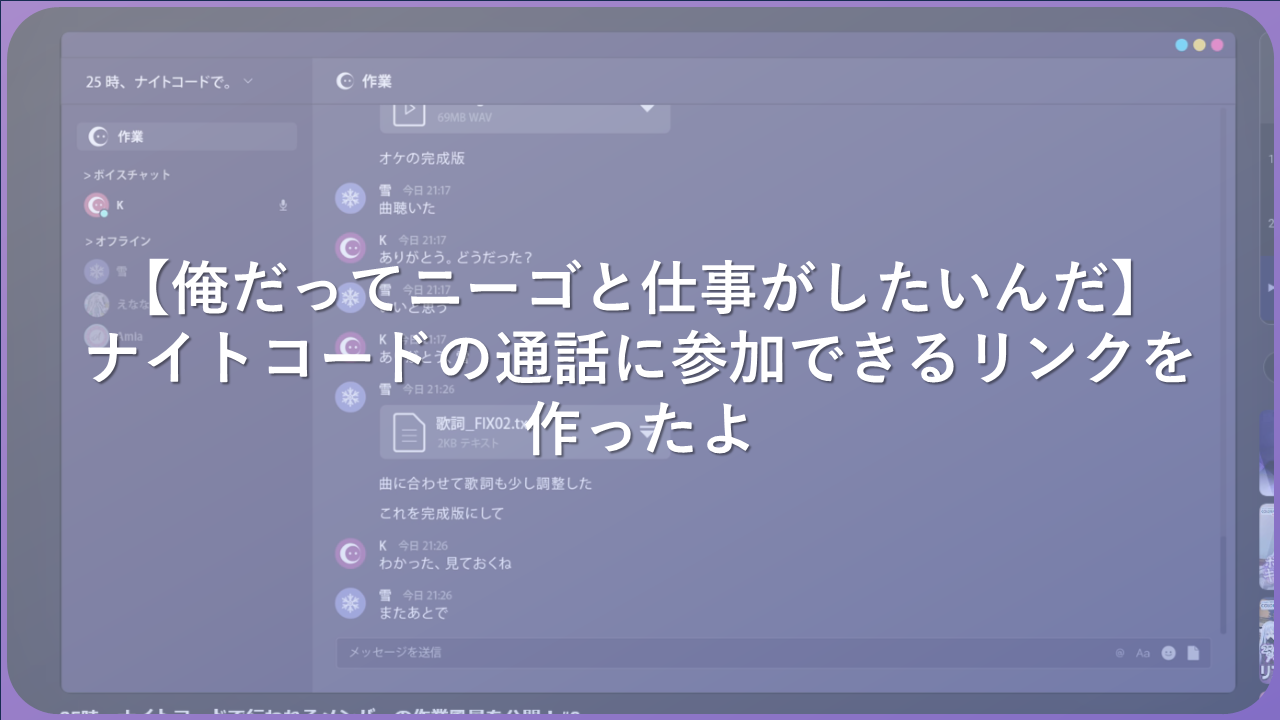 25 時、ナイトコードで。
作業
作業
69MB WAV
オケの完成版
> ボイスチャット
K
> オフライン
雪
えなな
Amia
雪 今日 21:17
曲聴いた
K 今日 21:17
ありがとう。どうだった?
雪 今日 21:17
いいと思う
【俺だってニーゴと仕事がしたいんだ】
ナイトコードの通話に参加できるリンクを
作ったよ
K
雪 今日 21:26
歌詞_FIX02.tx
2KB テキスト
曲に合わせて歌詞も少し調整した
これを完成版にして
K 今日 21:26
わかった、見ておくね
雪 今日 21:26
またあとで
メッセージを送信
@ Aa